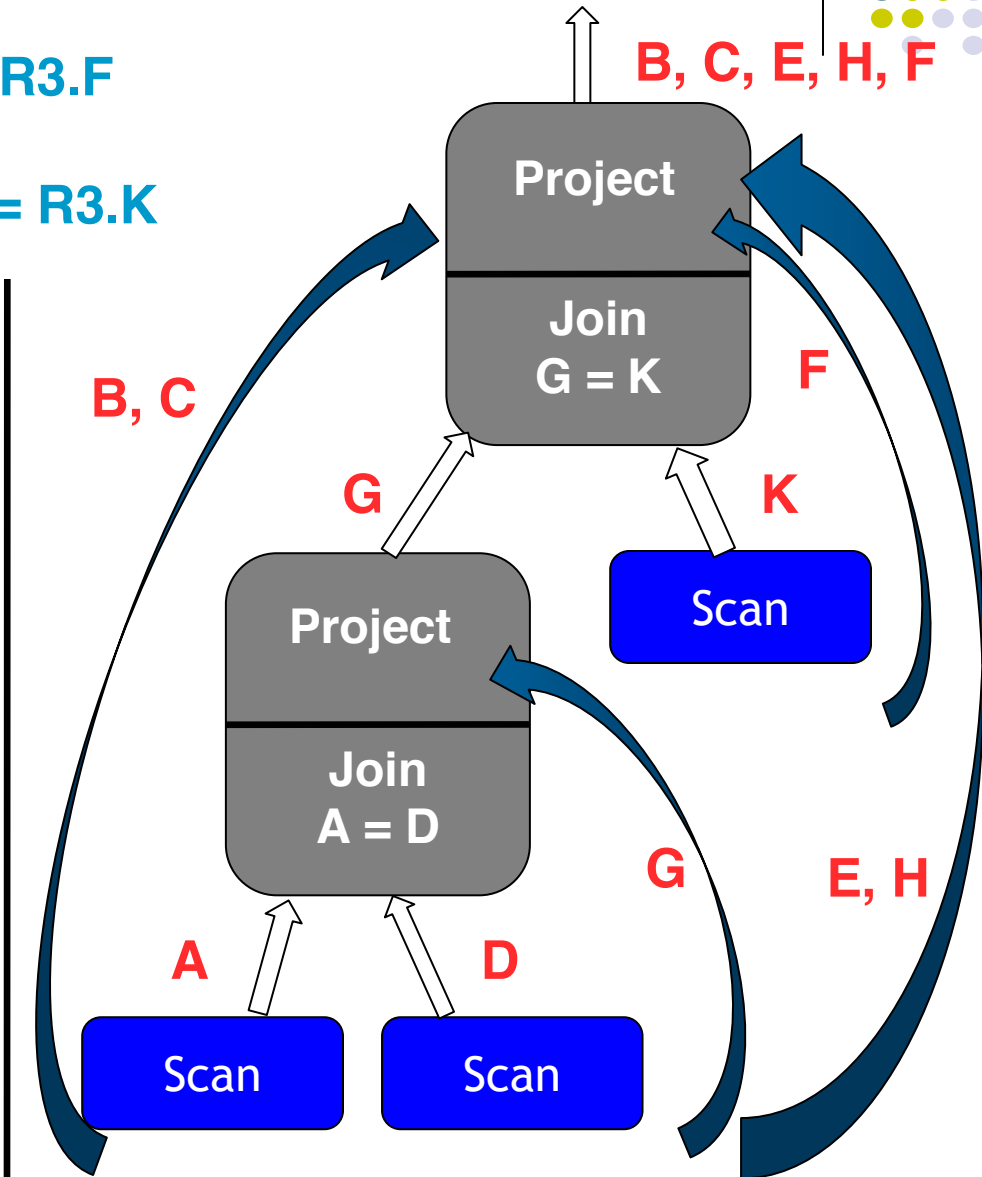 R3.F
B, C, E, H, F
= R3.K
Project
Join
G = K
F
B, C
G
K
Scan
Project
Join
A = D
G
E, H
A
D
Scan
Scan